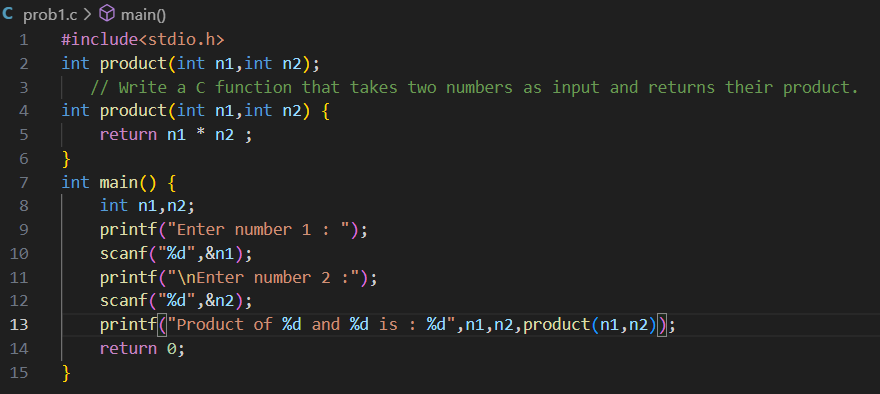 C prob1.c > main()
1 #include<stdio.h>
2 int product(int n1,int n2);
3    // Write a C function that takes two numbers as input and returns their product.
4 int product(int n1,int n2) {
5     return n1 * n2 ;
6 }
7 int main() {
8     int n1,n2;
9     printf("Enter number 1 : ");
10     scanf("%d",&n1);
11     printf("\nEnter number 2 :");
12     scanf("%d",&n2);
13     printf("Product of %d and %d is : %d",n1,n2,product(n1,n2));
14     return 0;
15 }